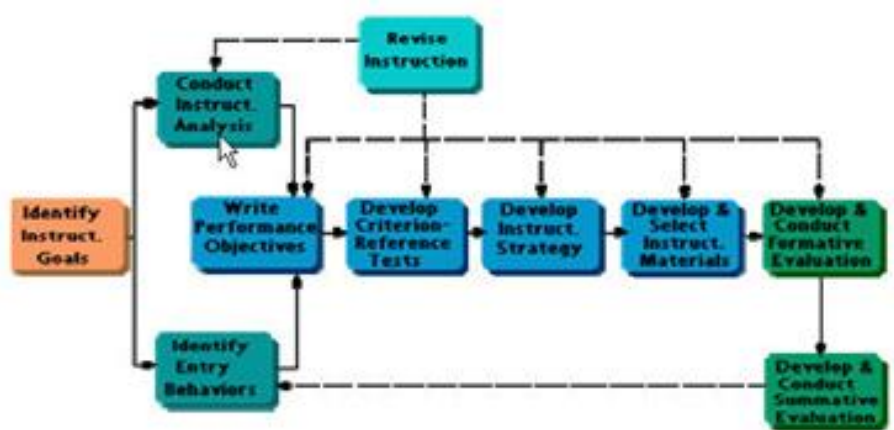 Revise
Instruction
Conduct
Instruct.
Analysis
Identify
Instruct.
Goals
Write
Performance
Objectives
Develop
Criterion-
Reference
Tests
Develop
Instruct.
Strategy
Develop &
Select
Instruct.
Materials
Develop &
Conduct
Formative
Evaluation
Identify
Entry
Behaviors
Develop &
Conduct
Summative
Evaluation